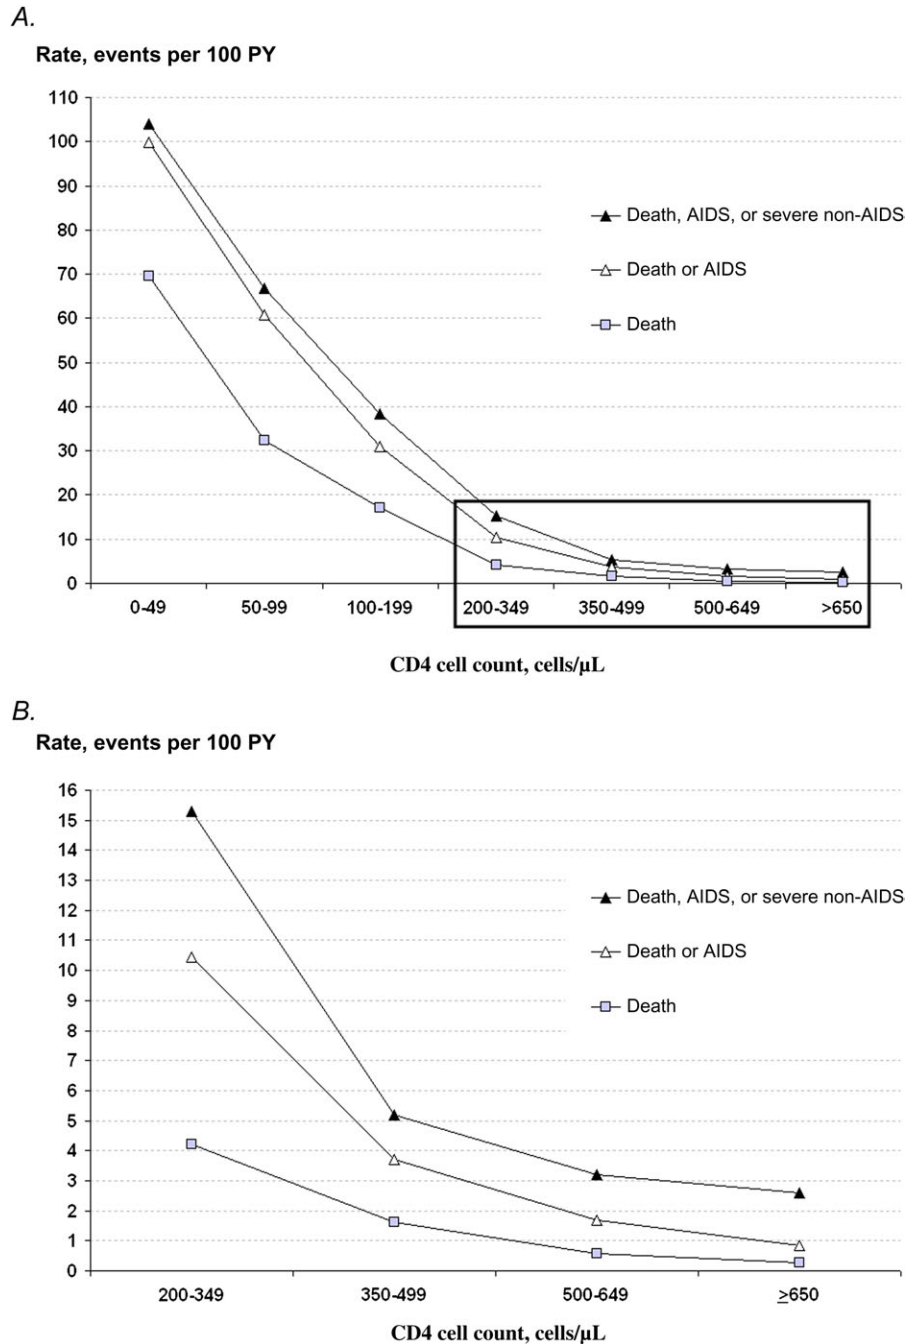 A.
Rate, events per 100 PY
110
100
90
80
70
60
50
40
30
20
10
0
Death, AIDS, or severe non-AIDS
Death or AIDS
Death
0-49 50-99 100-199 200-349 350-499 500-649 >650
CD4 cell count, cells/µL
B.
Rate, events per 100 PY
16
15
14
13
12
11
10
9
8
7
6
5
4
3
2
1
0
Death, AIDS, or severe non-AIDS
Death or AIDS
Death
200-349 350-499 500-649 ≥650
CD4 cell count, cells/µL